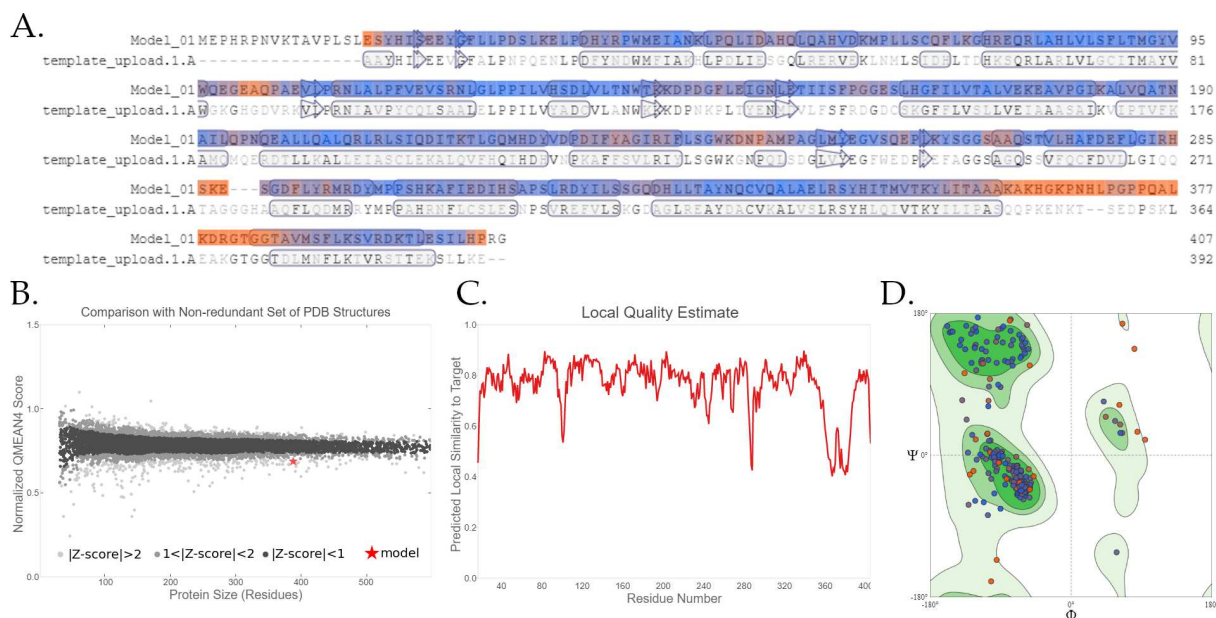 A.
Model_01 MEPHRPNVKTAVPLSLESYHISEEYGFLLPDSLKELPDHYRPWMEIANKLPQLIDAHQLQAHVDKMPLLSCQFLKGHREQRLAHLVLSFLTMGYV 95
template_upload.1.A AAYHIEEVGFALPNPQENLPDFYNDWMFIAKHLPDLIESGQLRERVEKLNMLSIDHLTDHKSQRLARLVLGCITMAYV 81
Model_01 WQEGEAQPAEVLPRNLALPFVEVSRNLGLPPILVHSDLVLTNWTKKDPDGFLEIGNLETIISFPGGESLHGFILVTALVEKEAVPGIKALVQATN 190
template_upload.1.A WGKGHGDVRKVLPRNIAVPYCQLSAALELPPILVYADCVLANWKKKDPNKPLTYENLDVLFSFRDGDCSKGFFLVSLLVEIAAASAIKVIPTVFK 176
Model_01 AILQPNQEALLQALQRLRLSIQDITKTLGQMHDYVDPDIFYAGIRIFLSGWKDNPAMPAGLMYEGVSQEPLKYSGGSAAQSTVLHAFDEFLGIRH 285
template_upload.1.A AMQMQERDTLLKALLEIASCLEKALQVFHQIHDHVNPKAFFSVLRIYLSGWKGNPQLSDGLVYEGFWEDPKEFAGGSAGQSSVFQCFDVLLGIQQ 271
Model_01 SKE---SGDFLYRMRDYMPPSHKAFIEDIHSAPSLRDYILSSGQDHLLTAYNQCVQALAELRSYHITMVTKYLITAAAKAKHGKPNHLPGPPQAL 377
template_upload.1.A TAGGGHAAQFLQDMRRYMPPAHRNFLCSLESNPSVREFVLSKGDAGLREAYDACVKALVSLRSYHLQIVTKYILIPASQQPKENKT--SEDPSKL 364
Model_01 KDRGTGGTAVMSFLKSVRDKTLESILHPRG 407
template_upload.1.A EAKGTGGTDLMNFLKTVRSTTEKSLLKE-- 392
B.
Comparison with Non-redundant Set of PDB Structures
Normalized QMEAN4 Score
1.5
1.0
0.5
0.0
|Z-score|>2 1<|Z-score|<2 |Z-score|<1 model
0 100 200 300 400 500
Protein Size (Residues)
C.
Local Quality Estimate
Predicted Local Similarity to Target
1.0
0.8
0.6
0.4
0.2
0.0
40 80 120 160 200 240 280 320 360 400
Residue Number
D.
180°
Ψ 0°
-180°
-180° 0° 180°
Φ